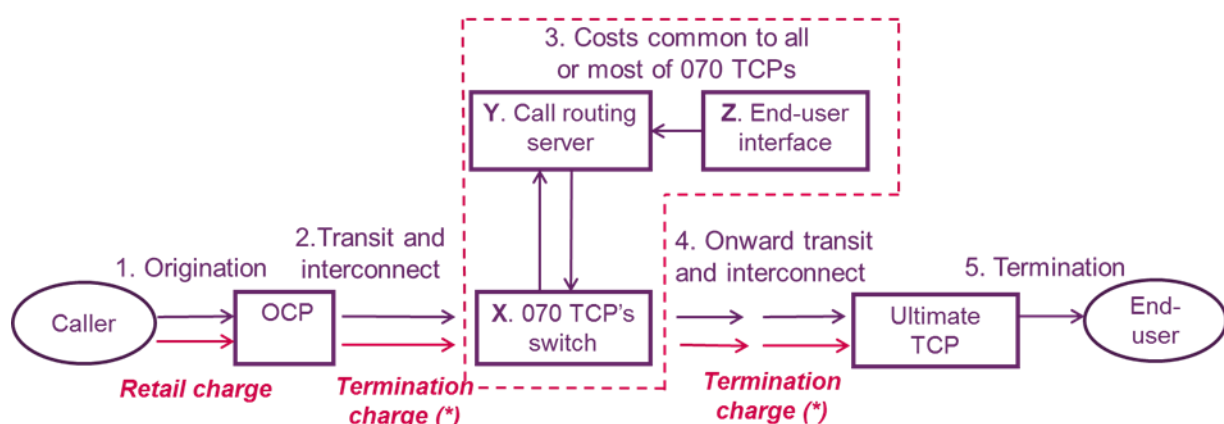 3. Costs common to all
or most of 070 TCPs
Y. Call routing
server
Z. End-user
interface
2.Transit and
interconnect
4. Onward transit
and interconnect
1. Origination
5. Termination
Caller
OCP
X. 070 TCP's
switch
Ultimate
TCP
End-
user
Retail charge
Termination
charge (*)
Termination
charge (*)